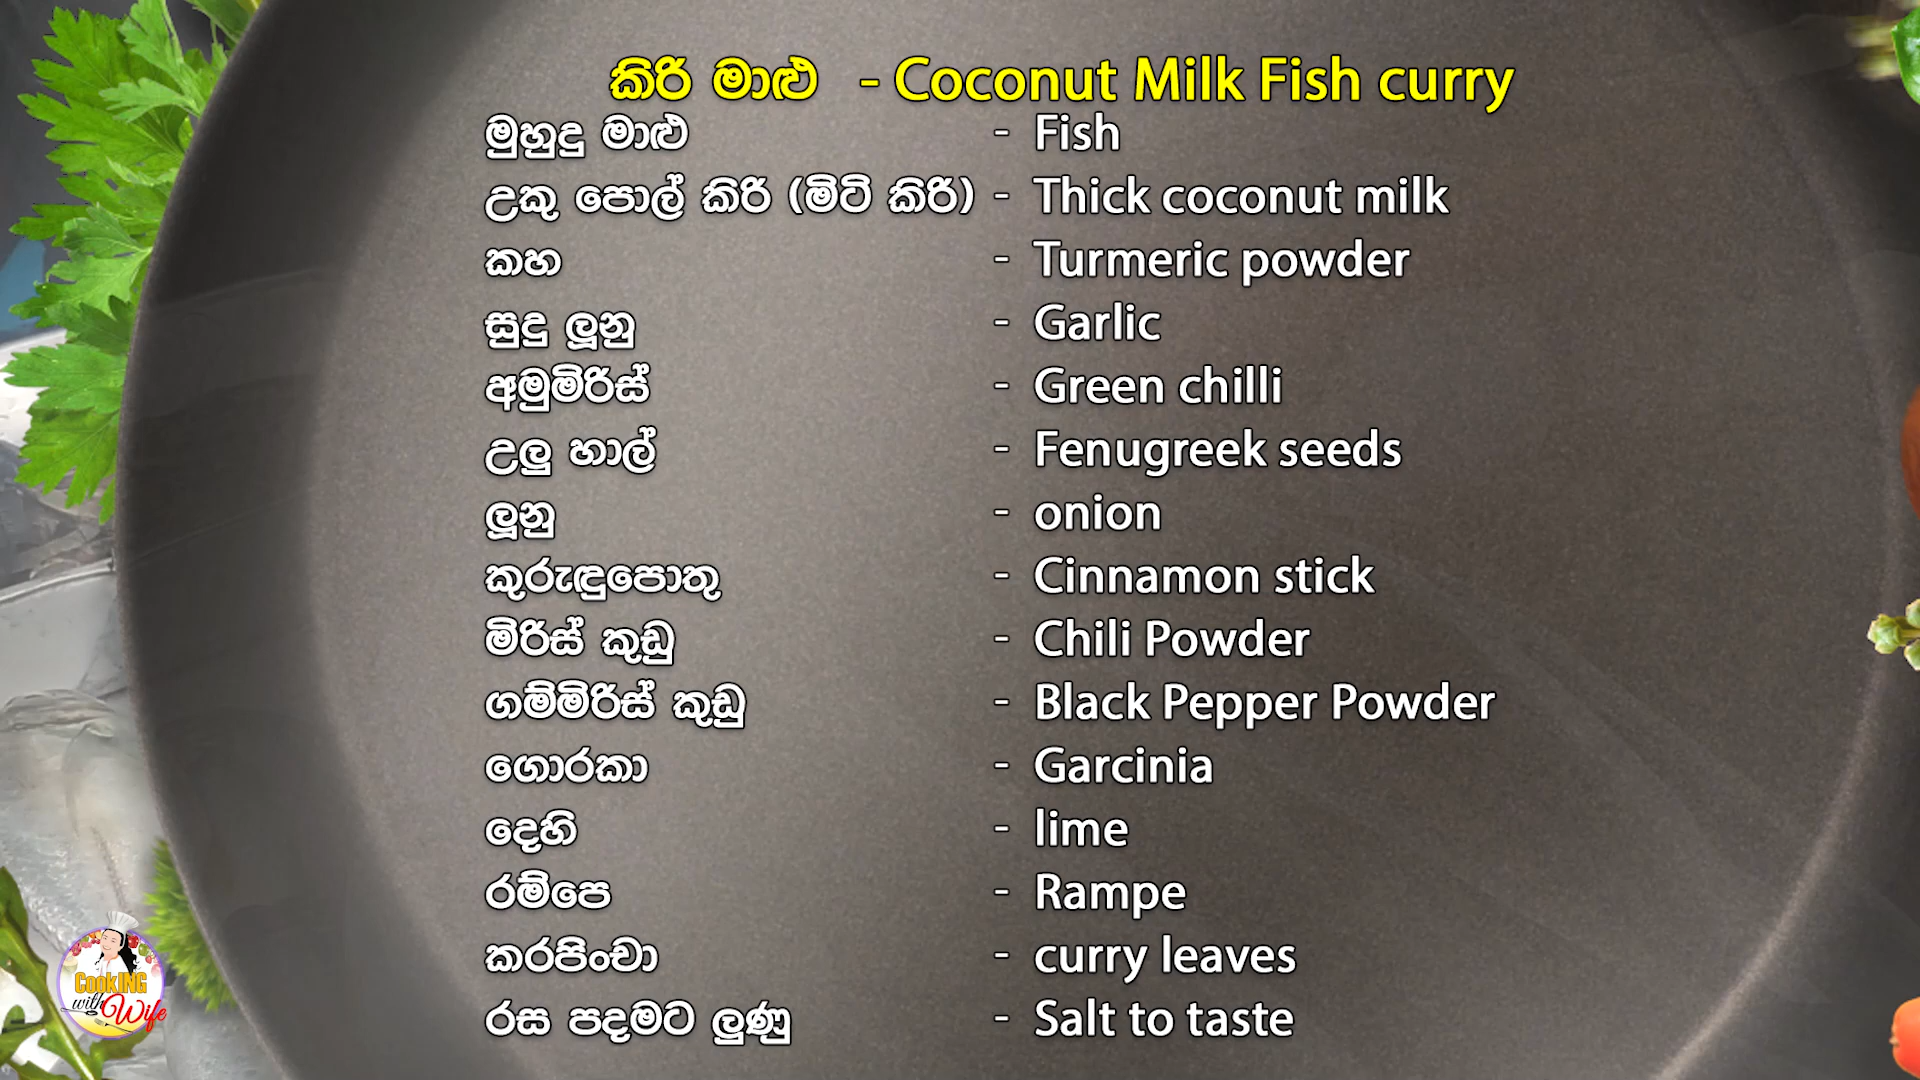 කිරි මාළු - Coconut Milk Fish curry
මුහුදු මාළු - Fish
උකු පොල් කිරි (මිටි කිරි) - Thick coconut milk
කහ - Turmeric powder
සුදු ලූනු - Garlic
අමුමිරිස් - Green chilli
උලු හාල් - Fenugreek seeds
ලූනු - onion
කුරුඳුපොතු - Cinnamon stick
මිරිස් කුඩු - Chili Powder
ගම්මිරිස් කුඩු - Black Pepper Powder
ගොරකා - Garcinia
දෙහි - lime
රම්පෙ - Rampe
කරපිංචා - curry leaves
රස පදමට ලුණු - Salt to taste
CookING
with Wife